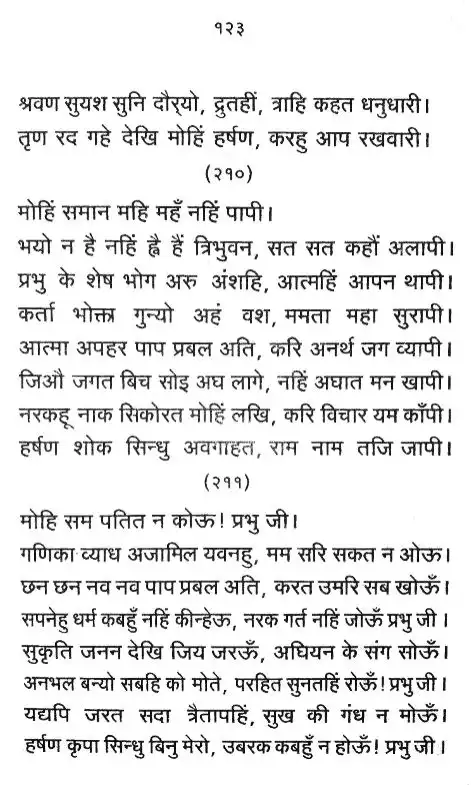 १२३
श्रवण सुयश सुनि दौर्‍यो, द्रुतहीं, त्राहि कहत धनुधारी।
तृण रद गहे देखि मोहिं हर्षण, करहु आप रखवारी।
(२१०)
मोहिं समान महि महँ नहिं पापी।
भयो न है नहिं ह्वै हैं त्रिभुवन, सत सत कहौं अलापी।
प्रभु के शेष भोग अरु अंशहि, आत्महिं आपन थापी।
कर्ता भोक्ता गुन्यो अहं वश, ममता महा सुरापी।
आत्मा अपहर पाप प्रबल अति, करि अनर्थ जग व्यापी।
जिऔ जगत बिच सोइ अघ लागे, नहिं अघात मन खापी।
नरकहू नाक सिकोरत मोहिं लखि, करि विचार यम काँपी।
हर्षण शोक सिन्धु अवगाहत, राम नाम तजि जापी।
(२११)
मोहि सम पतित न कोऊ! प्रभु जी।
गणिका व्याध अजामिल यवनहु, मम सरि सकत न ओऊ।
छन छन नव नव पाप प्रबल अति, करत उमरि सब खोऊँ।
सपनेहु धर्म कबहुँ नहिं कीन्हेऊ, नरक गर्त नहिं जोऊँ प्रभु जी।
सुकृति जनन देखि जिय जरऊँ, अघियन के संग सोऊँ।
अनभल बन्यो सबहि को मोते, परहित सुनतहिं रोऊँ! प्रभु जी।
यद्यपि जरत सदा त्रैतापहिं, सुख की गंध न मोऊँ।
हर्षण कृपा सिन्धु बिनु मेरो, उबरक कबहुँ न होऊँ! प्रभु जी।